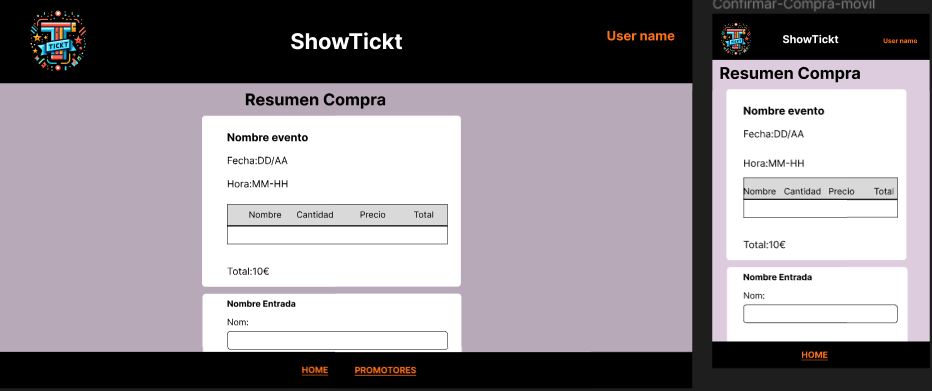 TICKT
ShowTickt
User name
Resumen Compra
Nombre evento
Fecha:DD/AA
Hora:MM-HH
Nombre Cantidad Precio Total
Total:10€
Nombre Entrada
Nom:
HOME PROMOTORES
Confirmar-Compra-movil
TICKT
ShowTickt
User name
Resumen Compra
Nombre evento
Fecha:DD/AA
Hora:MM-HH
Nombre Cantidad Precio Total
Total:10€
Nombre Entrada
Nom:
HOME